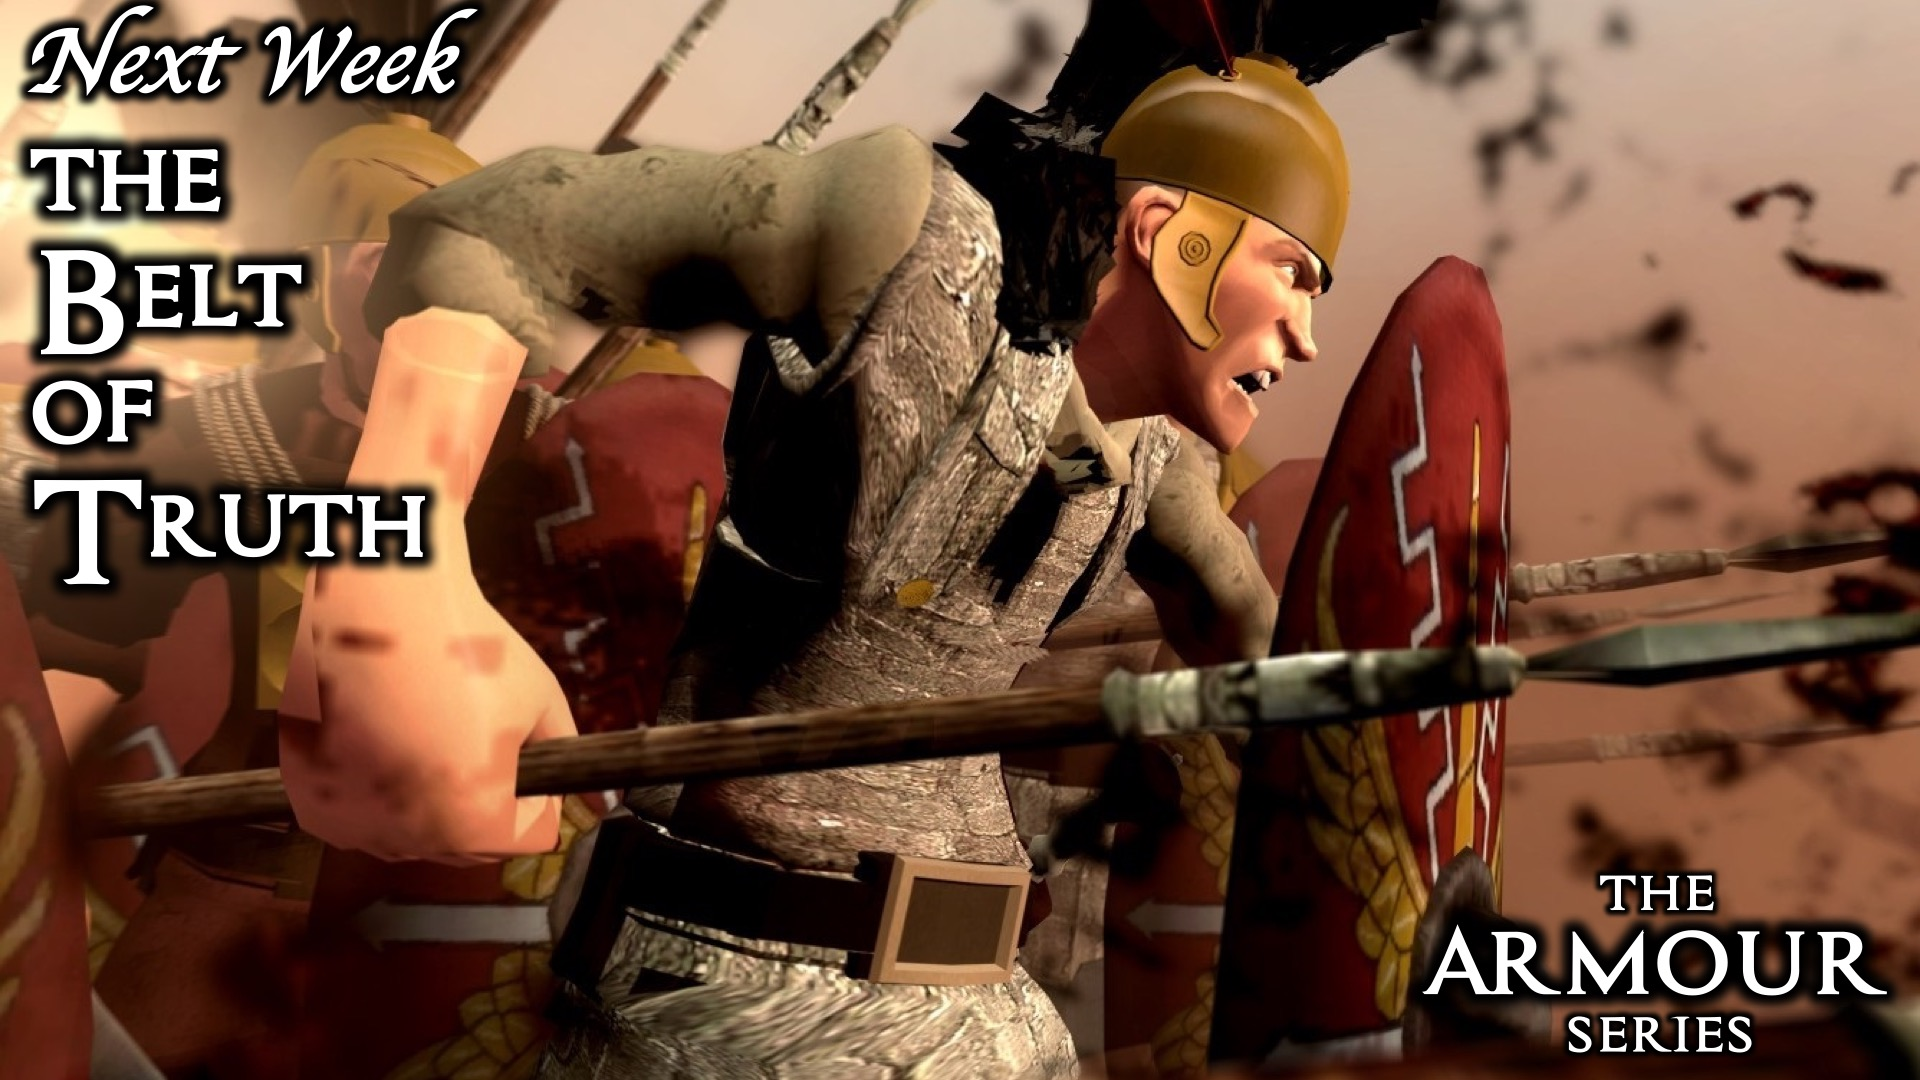 Next Week
THE
BELT
OF
TRUTH
THE
ARMOUR
SERIES